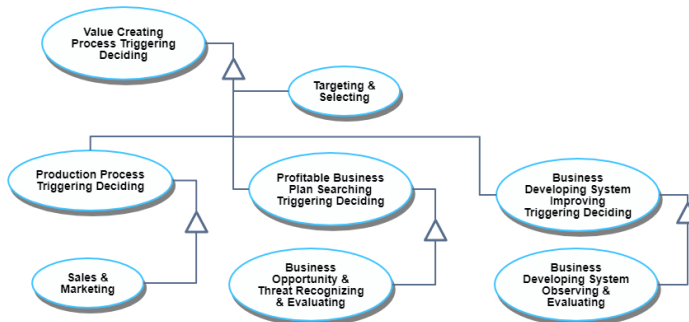 Value Creating
Process Triggering
Deciding
Targeting &
Selecting
Production Process
Triggering Deciding
Profitable Business
Plan Searching
Triggering Deciding
Business
Developing System
Improving
Triggering Deciding
Sales &
Marketing
Business
Opportunity &
Threat Recognizing
& Evaluating
Business
Developing System
Observing &
Evaluating